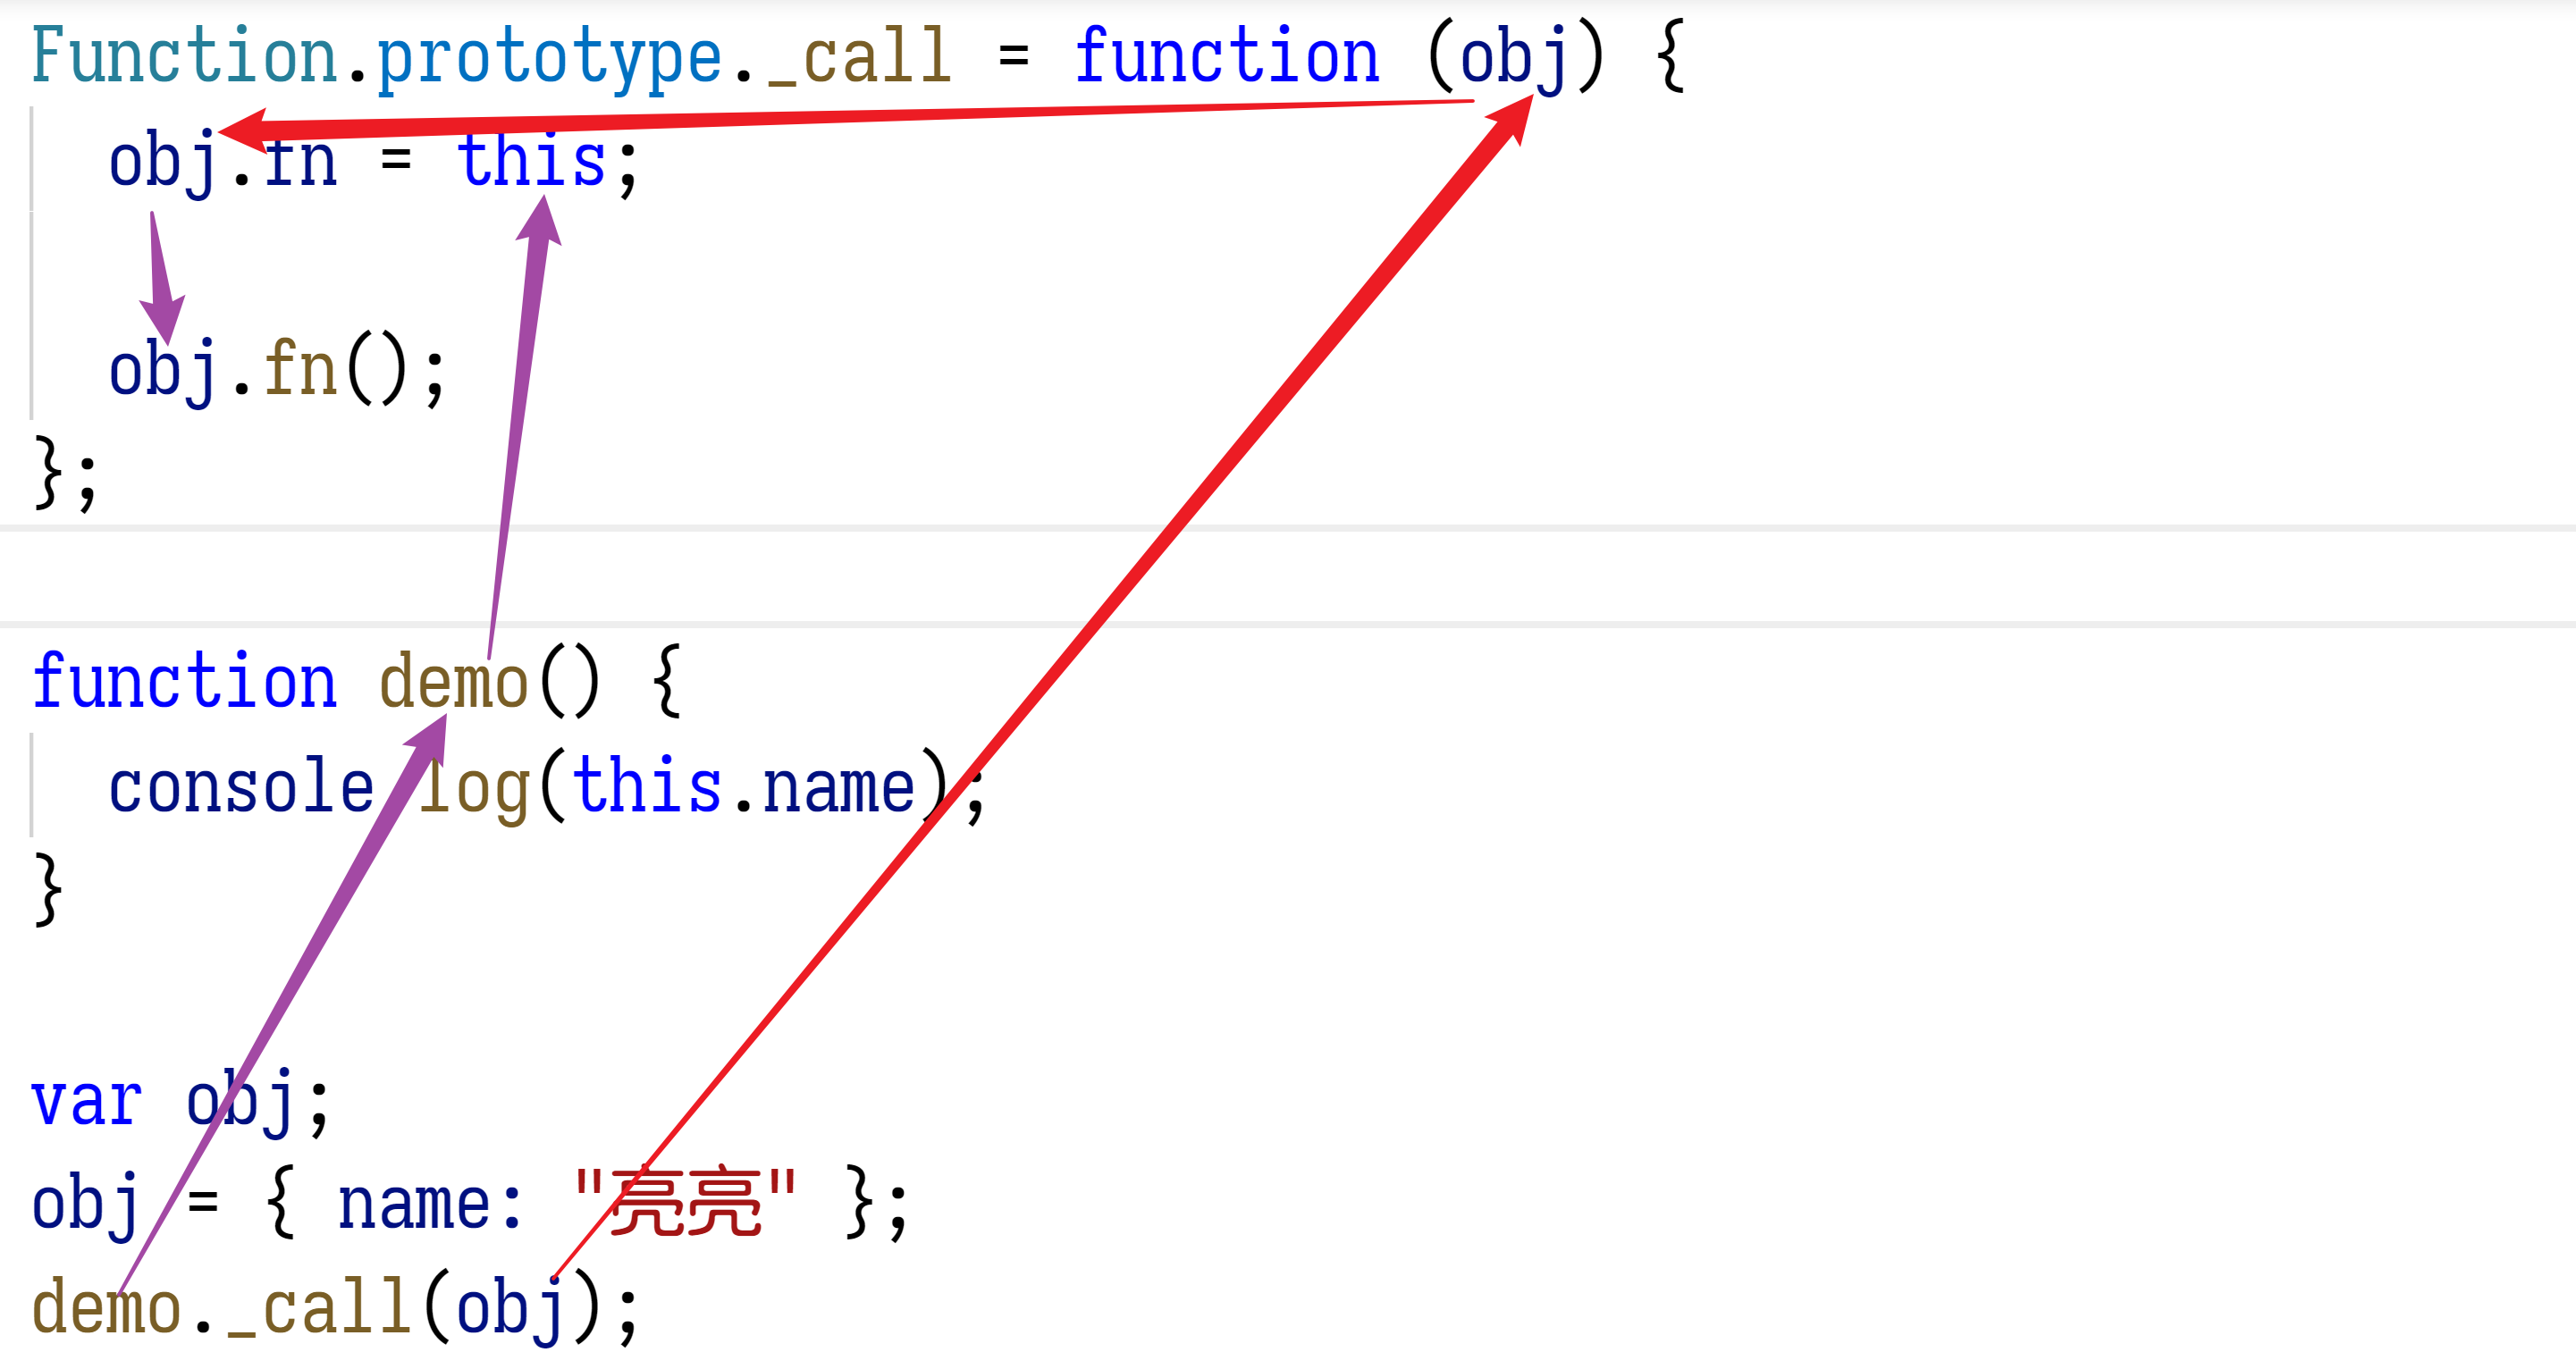 Function.prototype._call = function (obj) {
obj.fn = this;
obj.fn();
};
function demo() {
console.log(this.name);
}
var obj;
obj = { name: "亮亮" };
demo._call(obj);